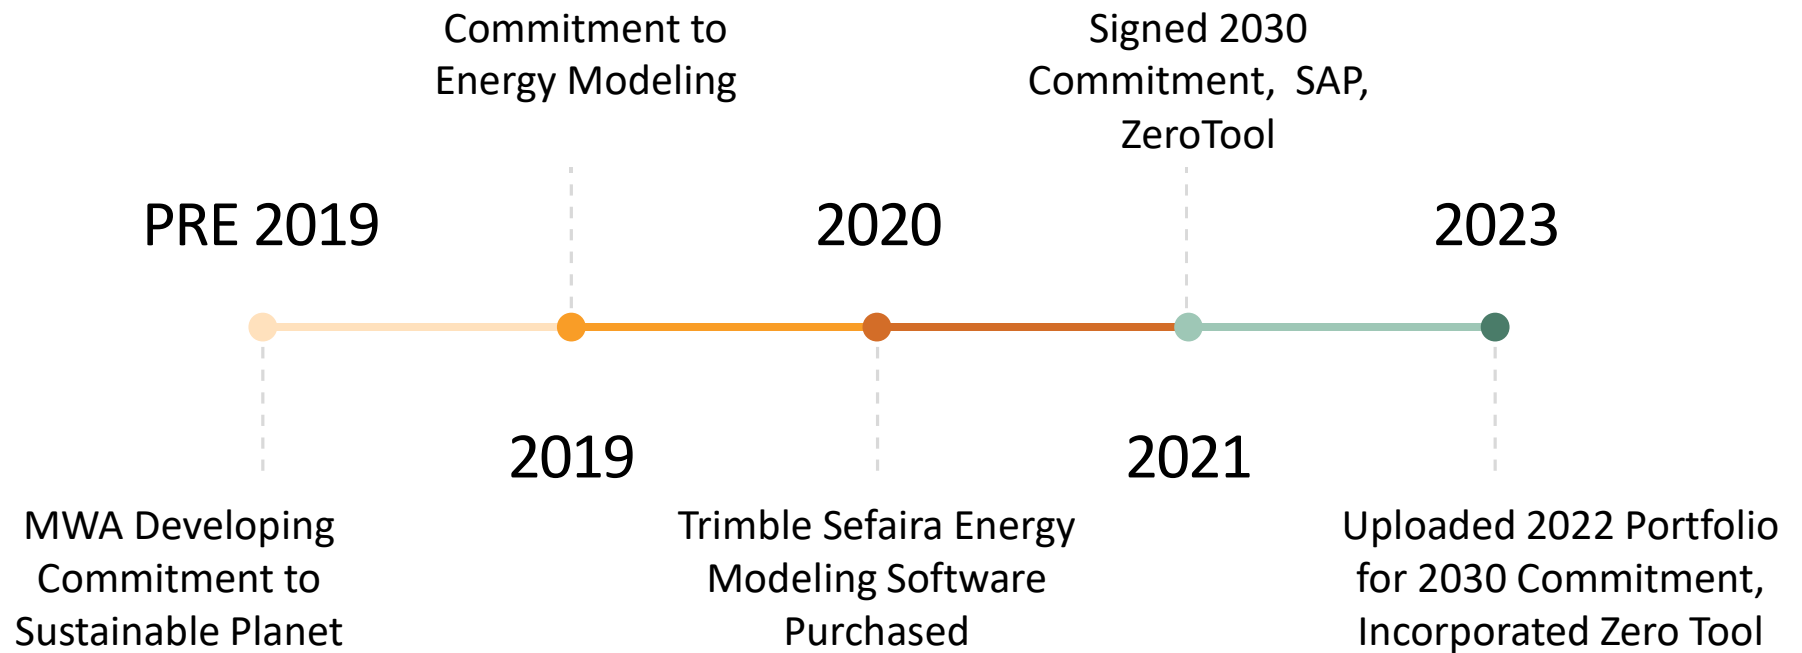 Commitment to
Energy Modeling
Signed 2030
Commitment, SAP,
ZeroTool
PRE 2019
2020
2023
2019
2021
MWA Developing
Commitment to
Sustainable Planet
Trimble Sefaira Energy
Modeling Software
Purchased
Uploaded 2022 Portfolio
for 2030 Commitment,
Incorporated Zero Tool